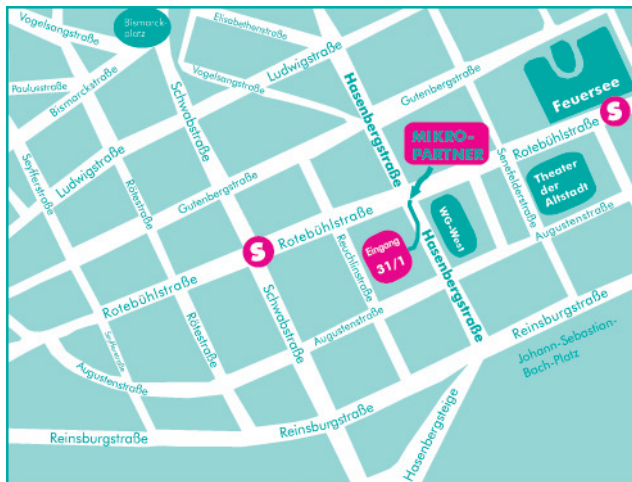 Vogelsangstraße
Bismarck-
platz
Elisabethenstraße
Paulusstraße
Bismarckstraße
Vogelsangstraße
Ludwigstraße
Hasenbergstraße
Gutenbergstraße
Feuersee
S
Seyfferstraße
Ludwigstraße
Schwabstraße
Rötestraße
Gutenbergstraße
MIKRO-
PARTNER
Rotebühlstraße
Senefelderstraße
Theater
der
Altstadt
S
Rotebühlstraße
Reuchlinstraße
Eingang
31/1
WG-West
Hasenbergstraße
Augustenstraße
Rotebühlstraße
Seyfferstraße
Rötestraße
Schwabstraße
Augustenstraße
Reinsburgstraße
Johann-Sebastian-
Bach-Platz
Augustenstraße
Reinsburgstraße
Reinsburgstraße
Hasenbergsteige